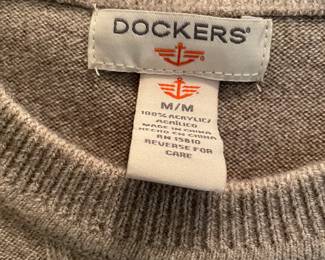 DOCKERS®
M/M
100% ACRYLIC/
ACRILICO
MADE IN CHINA
HECHO EN CHINA
RN 15810
REVERSE FOR
CARE